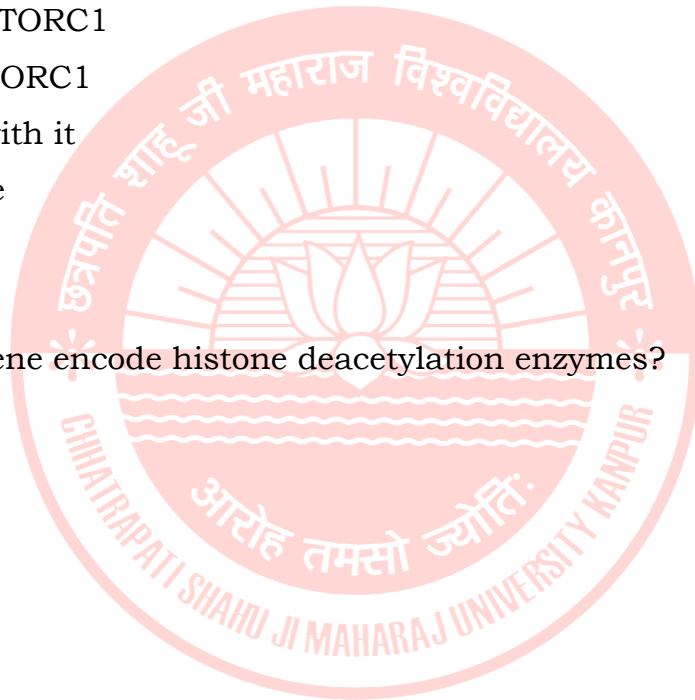 TORC1
ORC1
with it
e
ene encode histone deacetylation enzymes?
छत्रपति शाहू जी महाराज विश्वविद्यालय कानपुर
आरोह तमसो ज्योतिः
CHHATRAPATI SHAHU JI MAHARAJ UNIVERSITY KANPUR